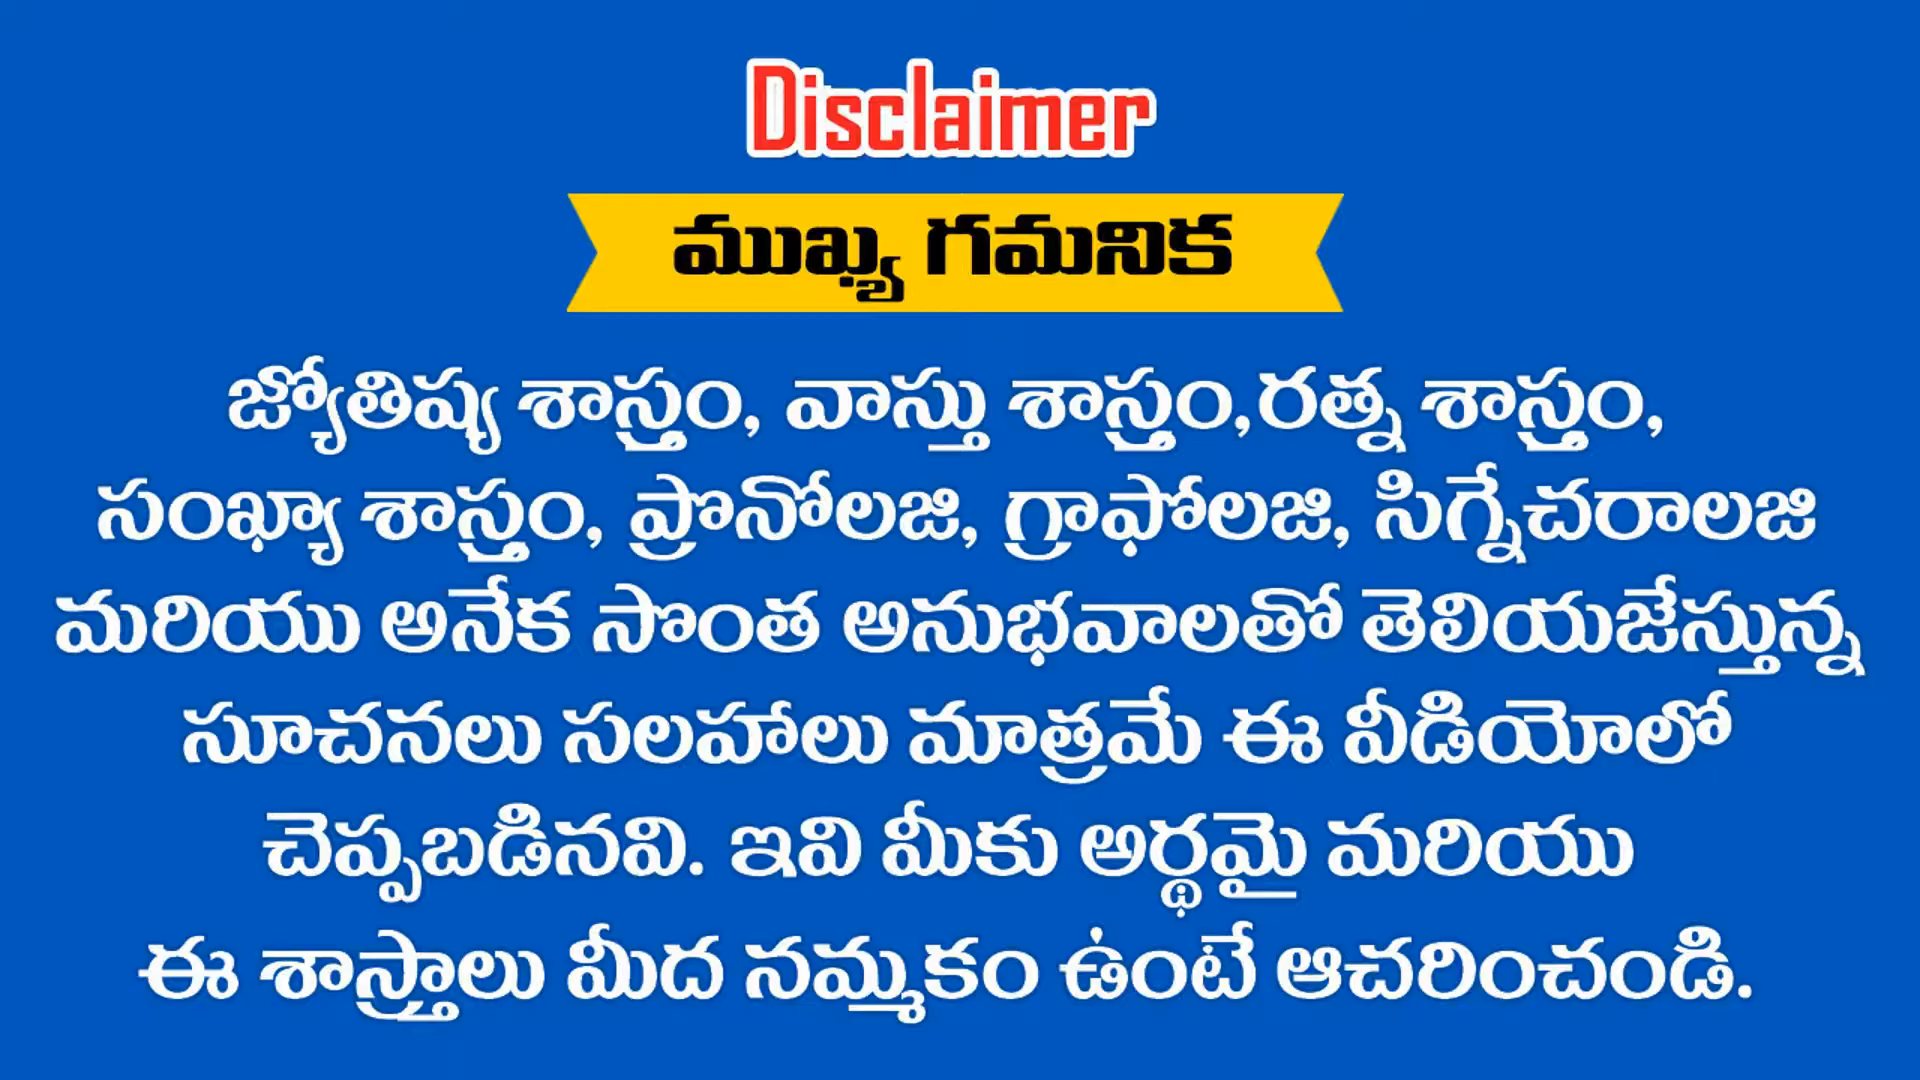 Disclaimer
ముఖ్య గమనిక
జ్యోతిష్య శాస్త్రం, వాస్తు శాస్త్రం,రత్న శాస్త్రం,
సంఖ్యా శాస్త్రం, ప్రొనోలజి, గ్రాఫోలజి, సిగ్నేచరాలజి
మరియు అనేక సొంత అనుభవాలతో తెలియజేస్తున్న
సూచనలు సలహాలు మాత్రమే ఈ వీడియోలో
చెప్పబడినవి. ఇవి మీకు అర్థమై మరియు
ఈ శాస్త్రాలు మీద నమ్మకం ఉంటే ఆచరించండి.